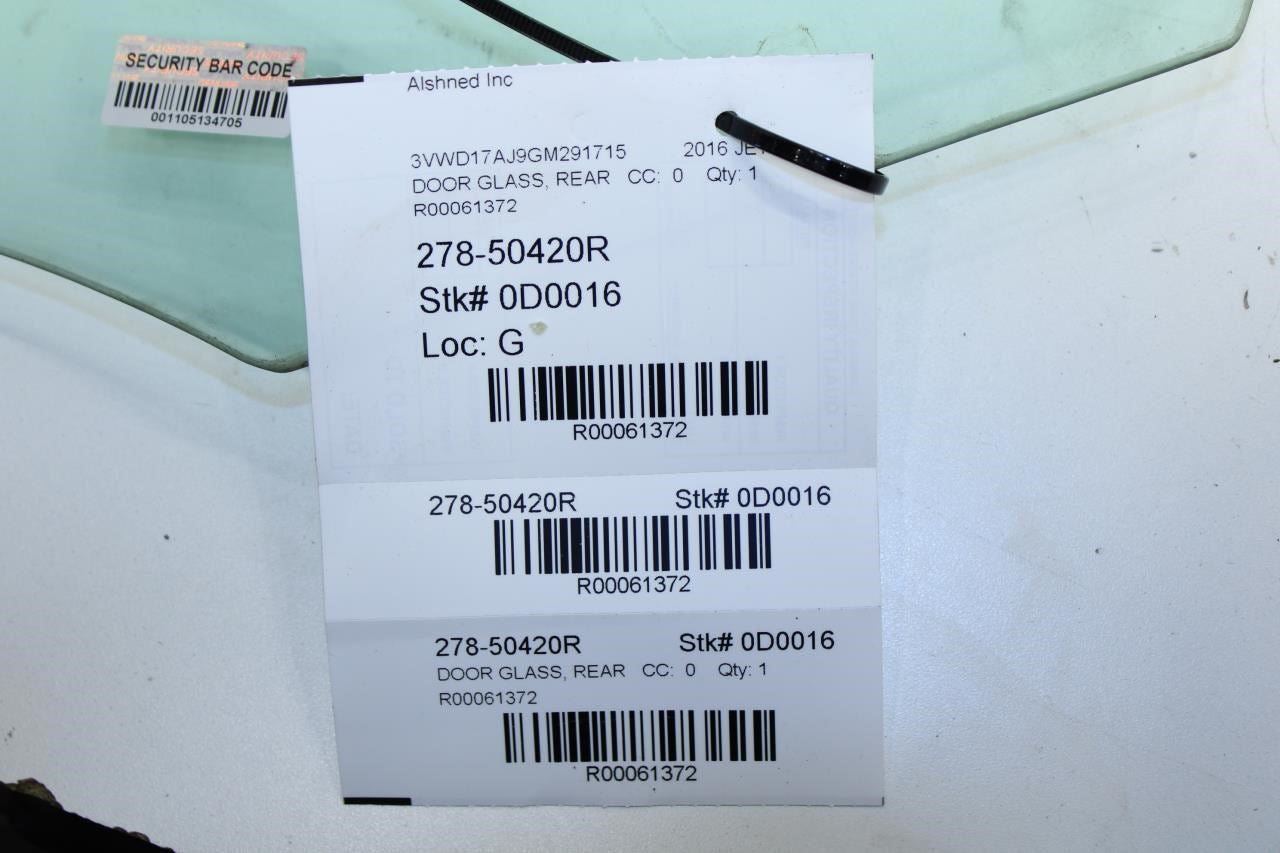 SECURITY BAR CODE
001105134705
Alshned Inc
3VWD17AJ9GM291715 2016
DOOR GLASS, REAR CC: 0 Qty: 1
R00061372
278-50420R
Stk# 0D0016
Loc: G
R00061372
278-50420R Stk# 0D0016
R00061372
278-50420R Stk# 0D0016
DOOR GLASS, REAR CC: 0 Qty: 1
R00061372
R00061372